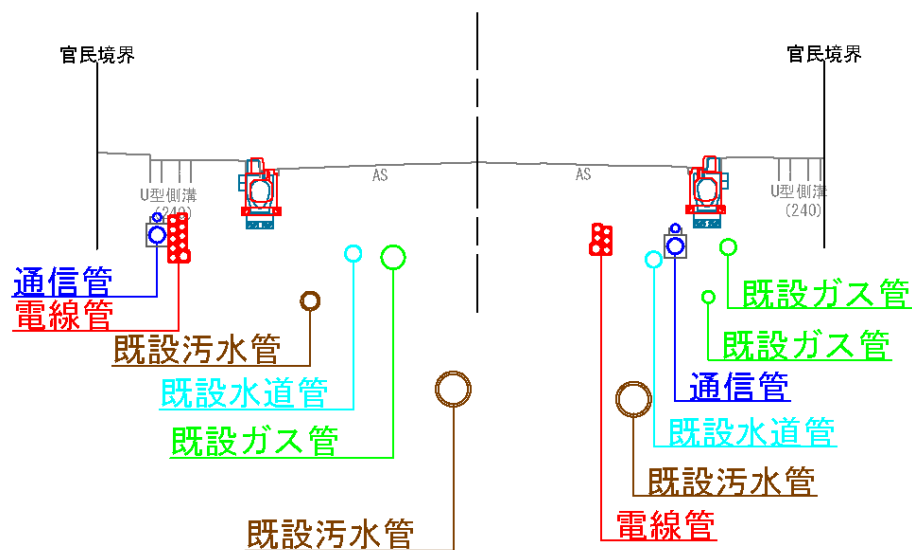 官民境界
官民境界
AS
AS
U型側溝
(240)
U型側溝
(240)
通信管
電線管
既設汚水管
既設水道管
既設ガス管
既設汚水管
既設ガス管
既設ガス管
通信管
既設水道管
既設汚水管
電線管